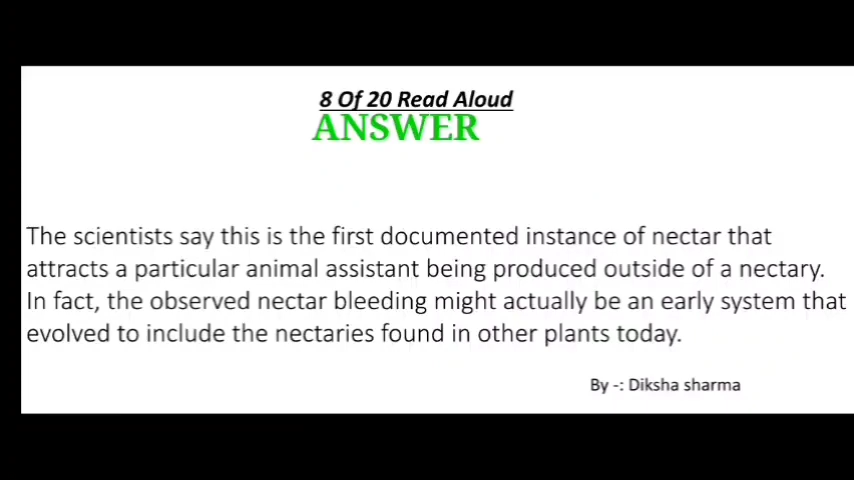 8 Of 20 Read Aloud
ANSWER
The scientists say this is the first documented instance of nectar that
attracts a particular animal assistant being produced outside of a nectary.
In fact, the observed nectar bleeding might actually be an early system that
evolved to include the nectaries found in other plants today.
By -: Diksha sharma